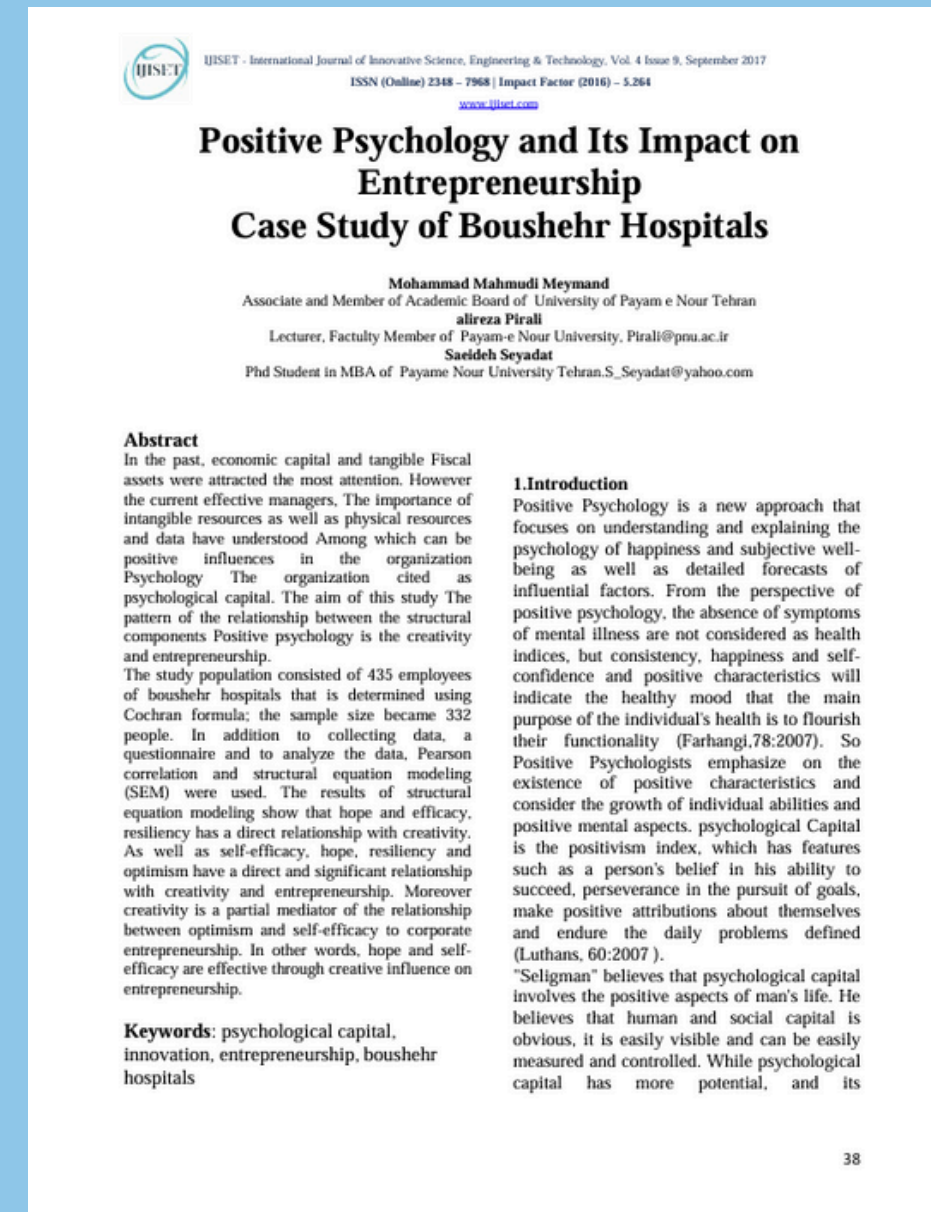 IJISET
IJISET - International Journal of Innovative Science, Engineering & Technology, Vol. 4 Issue 9, September 2017
ISSN (Online) 2348 – 7968 | Impact Factor (2016) – 5.264
www.ijiset.com
Positive Psychology and Its Impact on
Entrepreneurship
Case Study of Boushehr Hospitals
Mohammad Mahmudi Meymand
Associate and Member of Academic Board of University of Payam e Nour Tehran
alireza Pirali
Lecturer, Factulty Member of Payam-e Nour University, Pirali@pnu.ac.ir
Saeideh Seyadat
Phd Student in MBA of Payame Nour University Tehran.S_Seyadat@yahoo.com
Abstract
In the past, economic capital and tangible Fiscal
assets were attracted the most attention. However
the current effective managers, The importance of
intangible resources as well as physical resources
and data have understood Among which can be
positive influences in the organization
Psychology The organization cited as
psychological capital. The aim of this study The
pattern of the relationship between the structural
components Positive psychology is the creativity
and entrepreneurship.
The study population consisted of 435 employees
of boushehr hospitals that is determined using
Cochran formula; the sample size became 332
people. In addition to collecting data, a
questionnaire and to analyze the data, Pearson
correlation and structural equation modeling
(SEM) were used. The results of structural
equation modeling show that hope and efficacy,
resiliency has a direct relationship with creativity.
As well as self-efficacy, hope, resiliency and
optimism have a direct and significant relationship
with creativity and entrepreneurship. Moreover
creativity is a partial mediator of the relationship
between optimism and self-efficacy to corporate
entrepreneurship. In other words, hope and self-
efficacy are effective through creative influence on
entrepreneurship.
Keywords: psychological capital,
innovation, entrepreneurship, boushehr
hospitals
1.Introduction
Positive Psychology is a new approach that
focuses on understanding and explaining the
psychology of happiness and subjective well-
being as well as detailed forecasts of
influential factors. From the perspective of
positive psychology, the absence of symptoms
of mental illness are not considered as health
indices, but consistency, happiness and self-
confidence and positive characteristics will
indicate the healthy mood that the main
purpose of the individual's health is to flourish
their functionality (Farhangi,78:2007). So
Positive Psychologists emphasize on the
existence of positive characteristics and
consider the growth of individual abilities and
positive mental aspects. psychological Capital
is the positivism index, which has features
such as a person's belief in his ability to
succeed, perseverance in the pursuit of goals,
make positive attributions about themselves
and endure the daily problems defined
(Luthans, 60:2007 ).
"Seligman" believes that psychological capital
involves the positive aspects of man's life. He
believes that human and social capital is
obvious, it is easily visible and can be easily
measured and controlled. While psychological
capital has more potential, and its
38